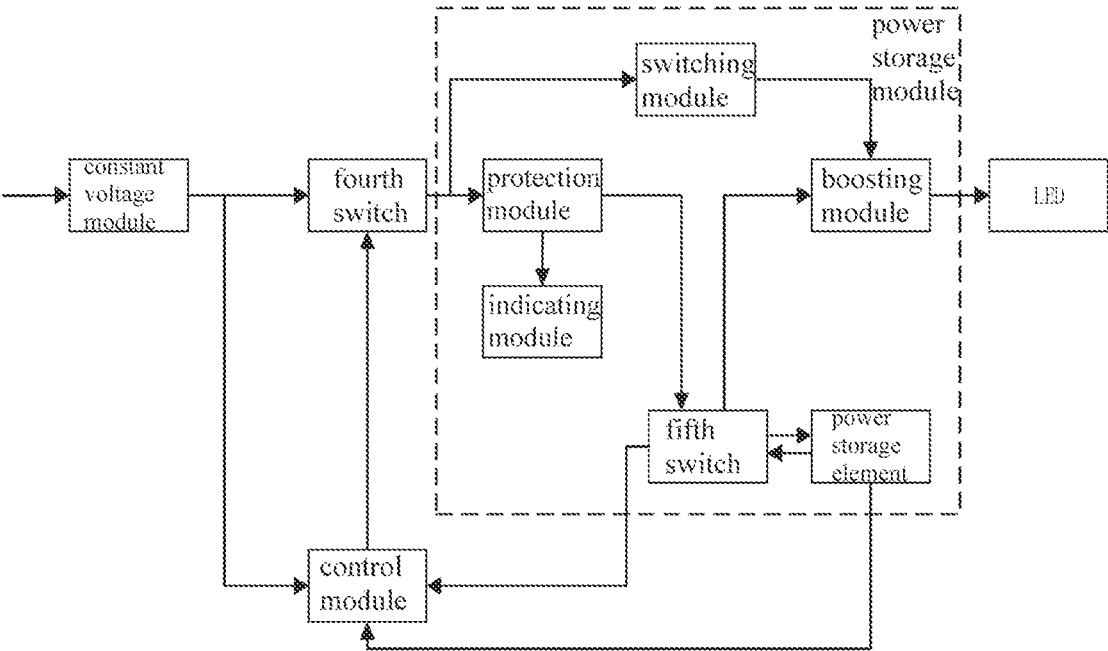 power
storage
module
switching
module
constant
voltage
module
fourth
switch
protection
module
boosting
module
LED
indicating
module
fifth
switch
power
storage
element
control
module